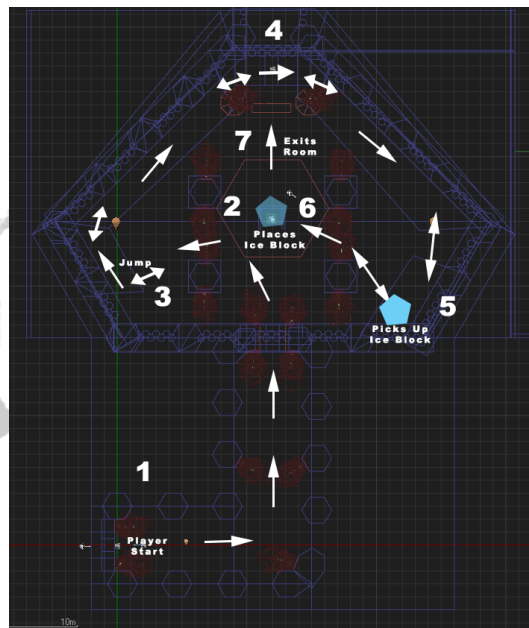 4
7
Exits
Room
2
6
Places
Ice Block
Jump
3
5
Picks Up
Ice Block
1
Player
Start
10m